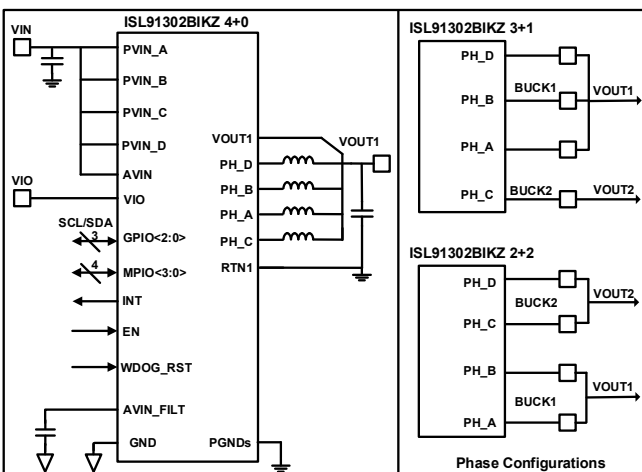 ISL91302BIKZ 4+0
VIN
PVIN_A
PVIN_B
PVIN_C
PVIN_D
AVIN
VIO
VIO
SCL/SDA
3
GPIO<2:0>
4
MPIO<3:0>
INT
EN
WDOG_RST
AVIN_FILT
GND
VOUT1
VOUT1
PH_D
PH_B
PH_A
PH_C
RTN1
PGNDs
ISL91302BIKZ 3+1
PH_D
PH_B
BUCK1
VOUT1
PH_A
PH_C
BUCK2
VOUT2
ISL91302BIKZ 2+2
PH_D
BUCK2
VOUT2
PH_C
PH_B
BUCK1
VOUT1
PH_A
Phase Configurations